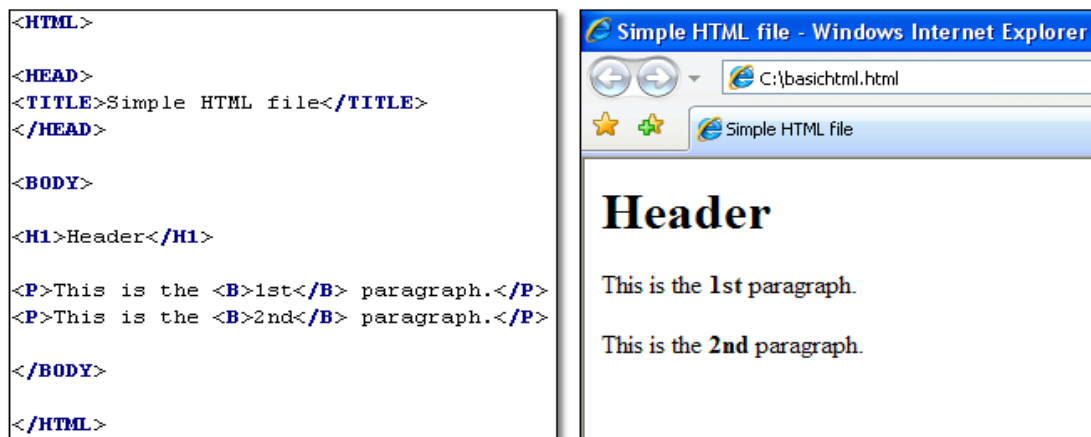 <HTML>
<HEAD>
<TITLE>Simple HTML file</TITLE>
</HEAD>
<BODY>
<H1>Header</H1>
<P>This is the <B>1st</B> paragraph.</P>
<P>This is the <B>2nd</B> paragraph.</P>
</BODY>
</HTML>
Simple HTML file - Windows Internet Explorer
C:\basichtml.html
Simple HTML file
Header
This is the 1st paragraph.
This is the 2nd paragraph.